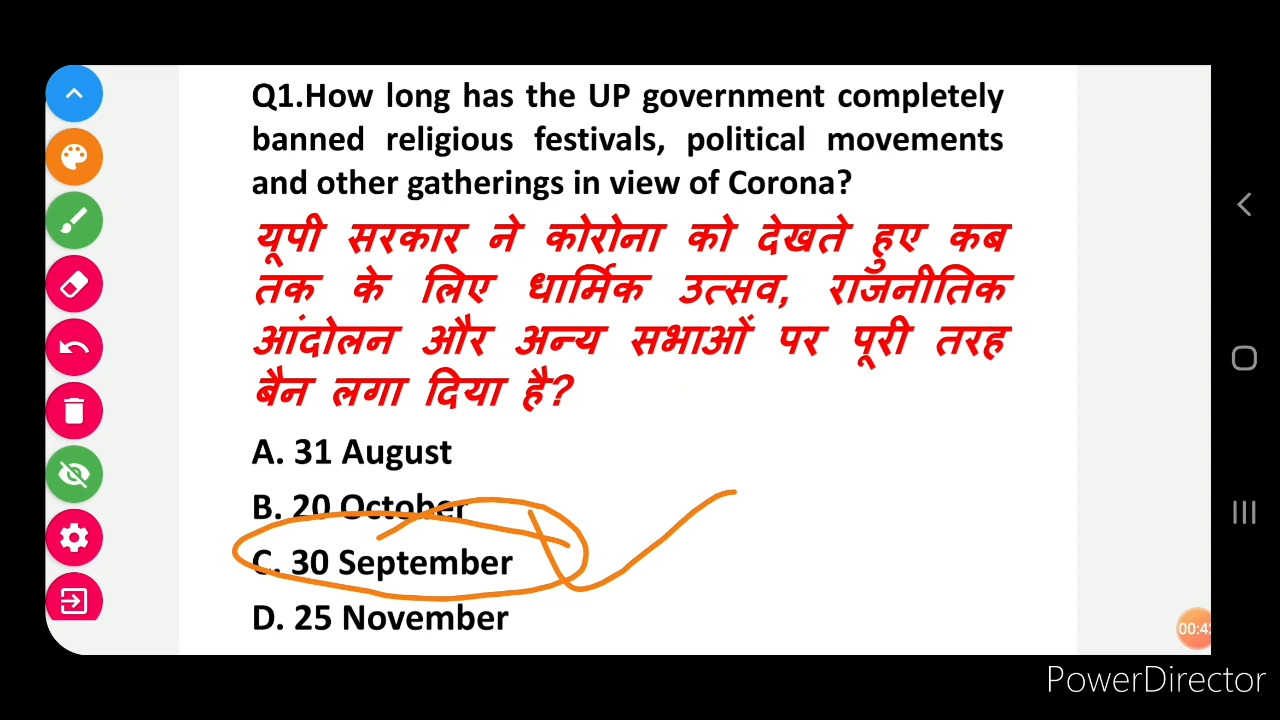 Q1.How long has the UP government completely
banned religious festivals, political movements
and other gatherings in view of Corona?
यूपी सरकार ने कोरोना को देखते हुए कब
तक के लिए धार्मिक उत्सव, राजनीतिक
आंदोलन और अन्य सभाओं पर पूरी तरह
बैन लगा दिया है?
A. 31 August
B. 20 October
C. 30 September
D. 25 November
PowerDirector